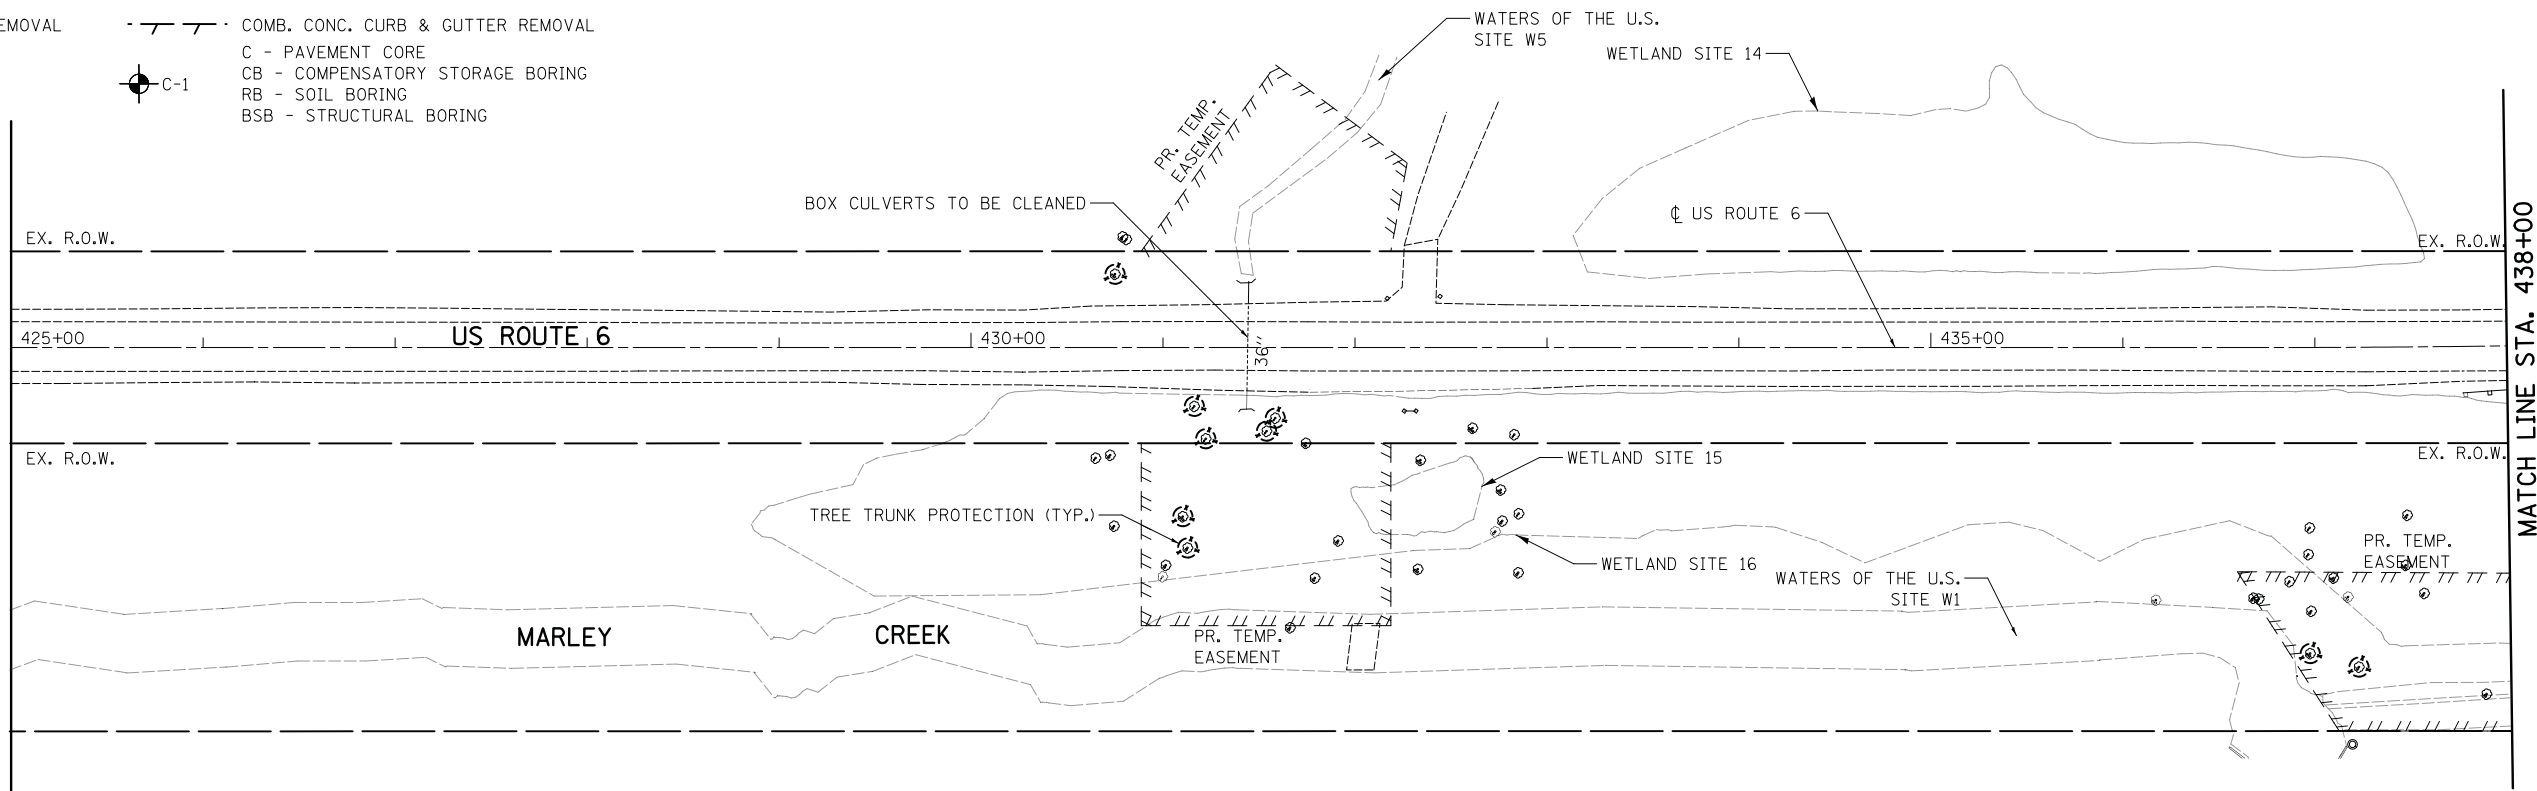 EMOVAL
COMB. CONC. CURB & GUTTER REMOVAL
C - PAVEMENT CORE
CB - COMPENSATORY STORAGE BORING
C-1
RB - SOIL BORING
BSB - STRUCTURAL BORING
WATERS OF THE U.S.
SITE W5
WETLAND SITE 14
PR. TEMP.
EASEMENT
BOX CULVERTS TO BE CLEANED
℄ US ROUTE 6
EX. R.O.W.
EX. R.O.W.
425+00
US ROUTE 6
430+00
36"
435+00
MATCH LINE STA. 438+00
EX. R.O.W.
EX. R.O.W.
WETLAND SITE 15
TREE TRUNK PROTECTION (TYP.)
WETLAND SITE 16
PR. TEMP.
EASEMENT
WATERS OF THE U.S.
SITE W1
MARLEY
CREEK
PR. TEMP.
EASEMENT